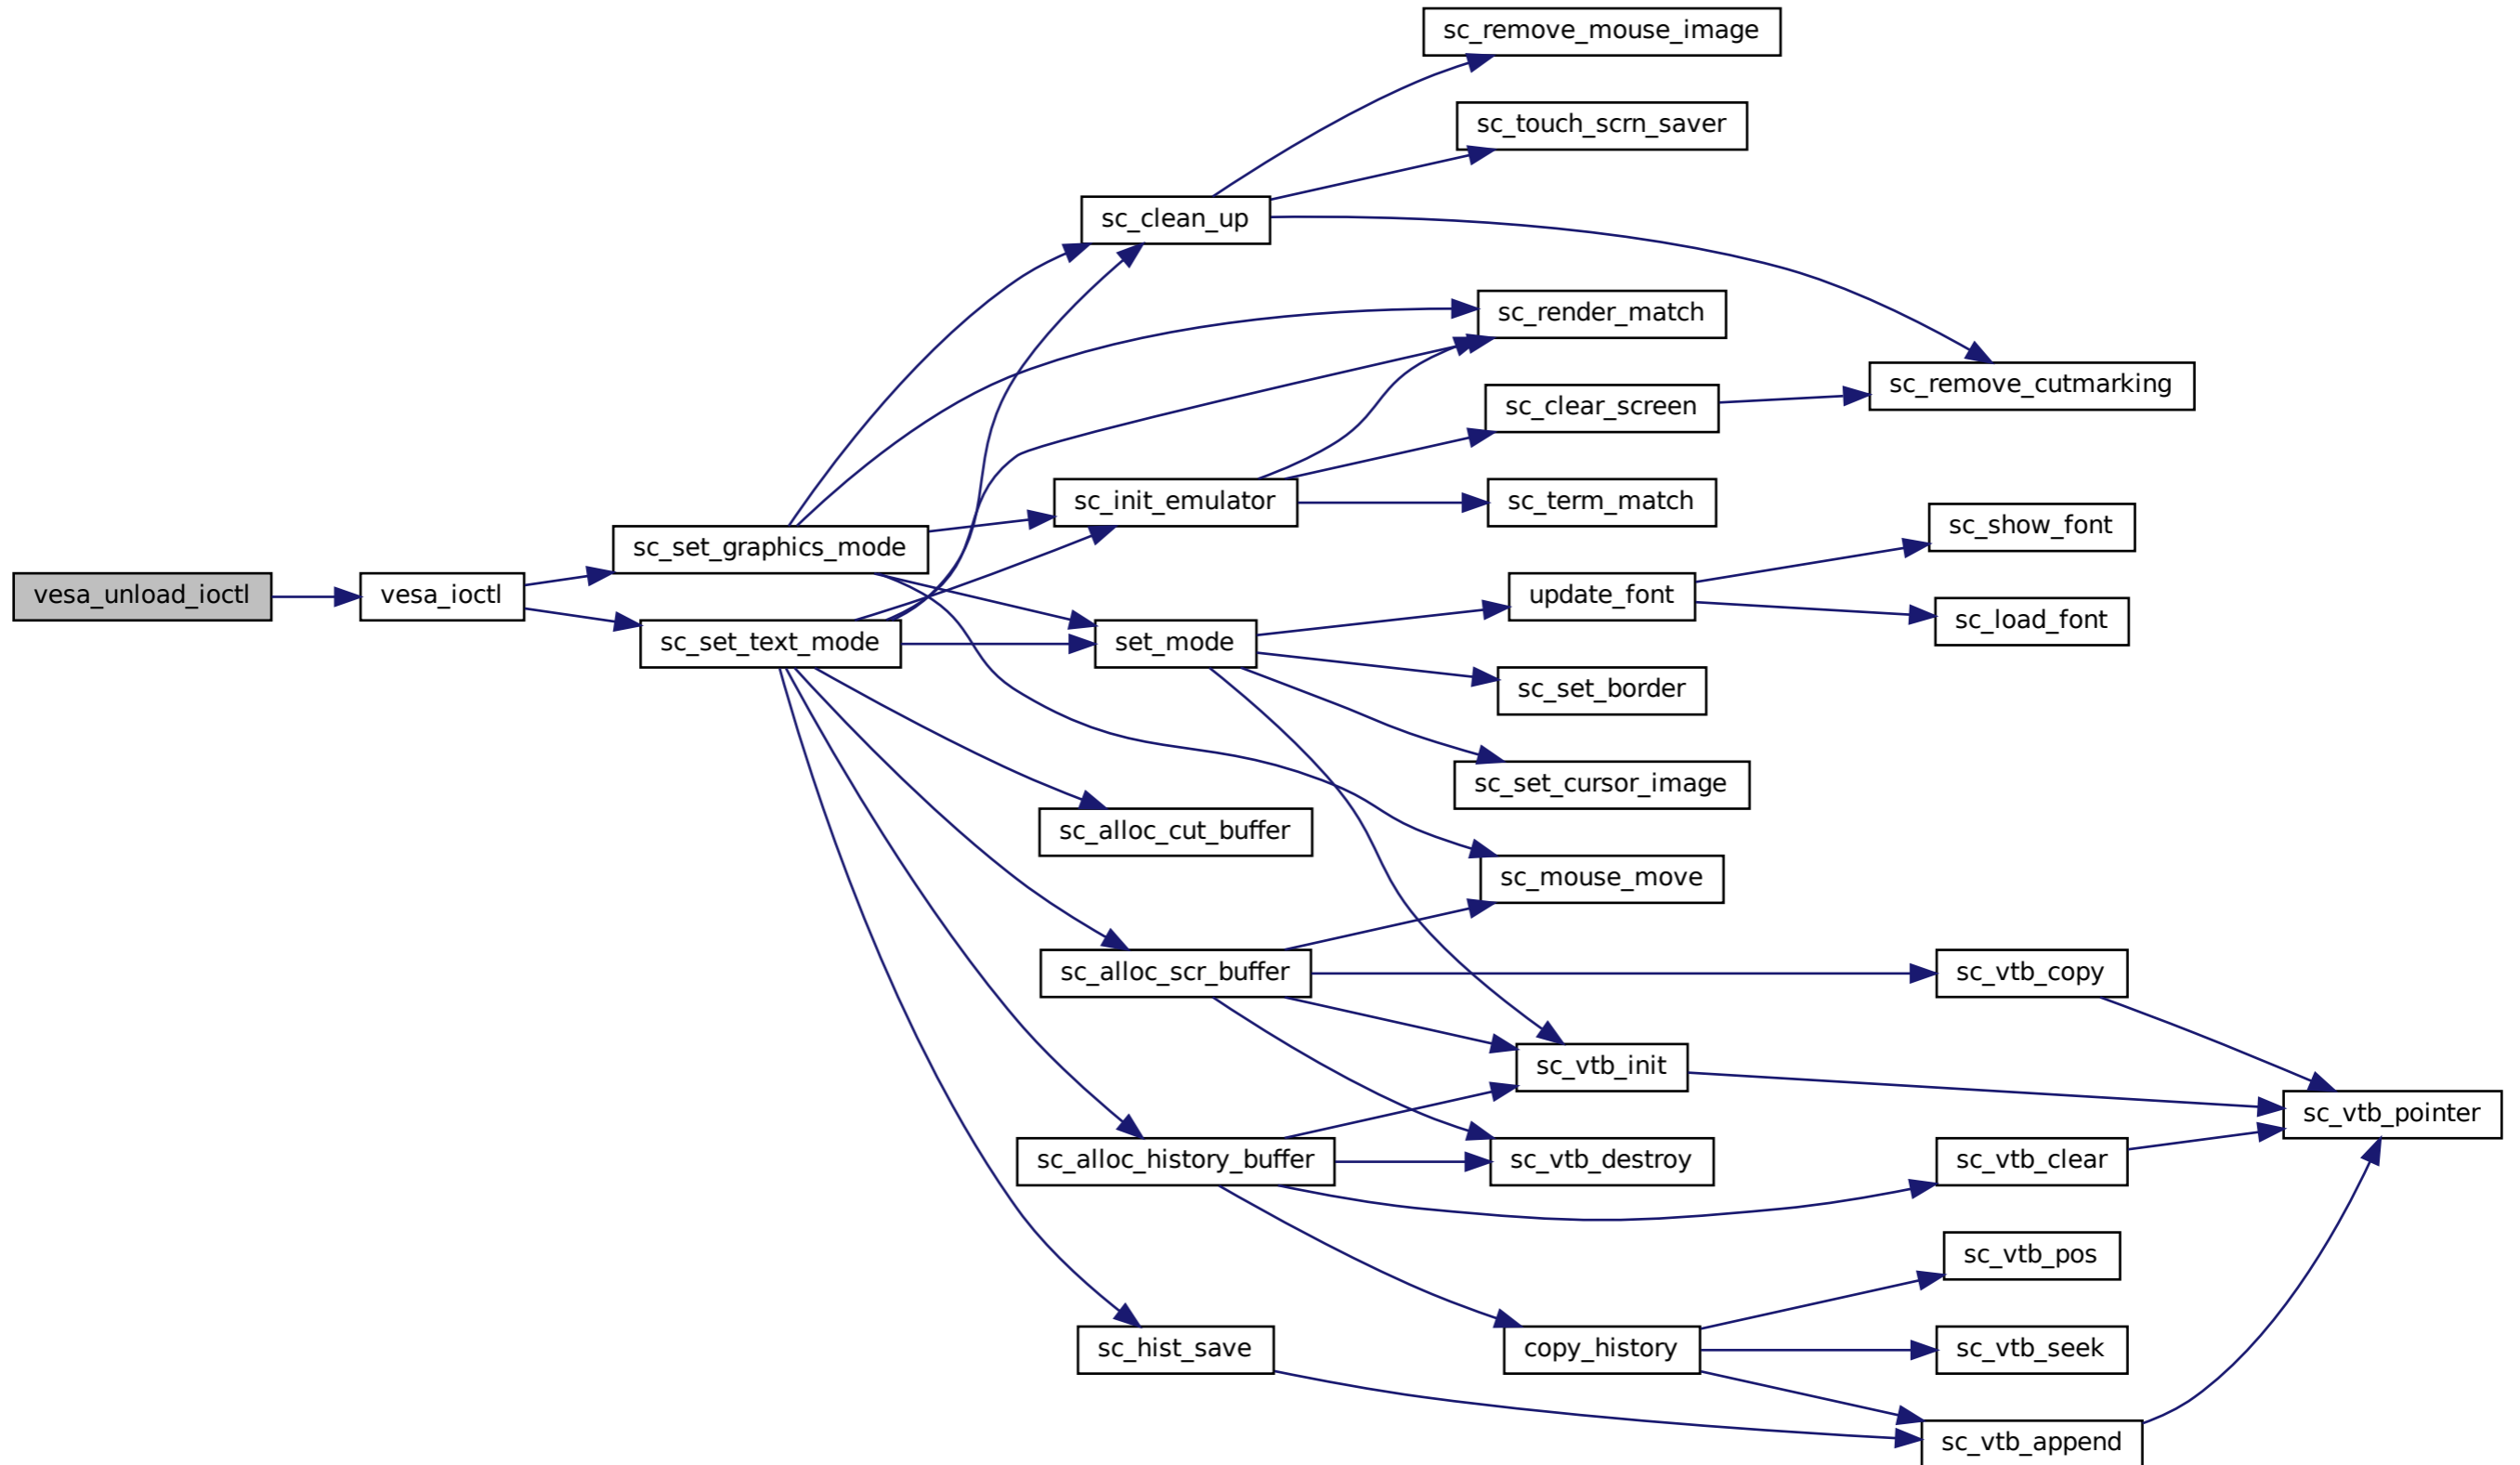 sc_remove_mouse_image
sc_touch_scrn_saver
sc_clean_up
sc_render_match
sc_remove_cutmarking
sc_clear_screen
sc_init_emulator
sc_term_match
sc_show_font
sc_set_graphics_mode
vesa_unload_ioctl
vesa_ioctl
update_font
sc_load_font
sc_set_text_mode
set_mode
sc_set_border
sc_set_cursor_image
sc_alloc_cut_buffer
sc_mouse_move
sc_alloc_scr_buffer
sc_vtb_copy
sc_vtb_init
sc_vtb_pointer
sc_alloc_history_buffer
sc_vtb_destroy
sc_vtb_clear
sc_vtb_pos
sc_hist_save
copy_history
sc_vtb_seek
sc_vtb_append